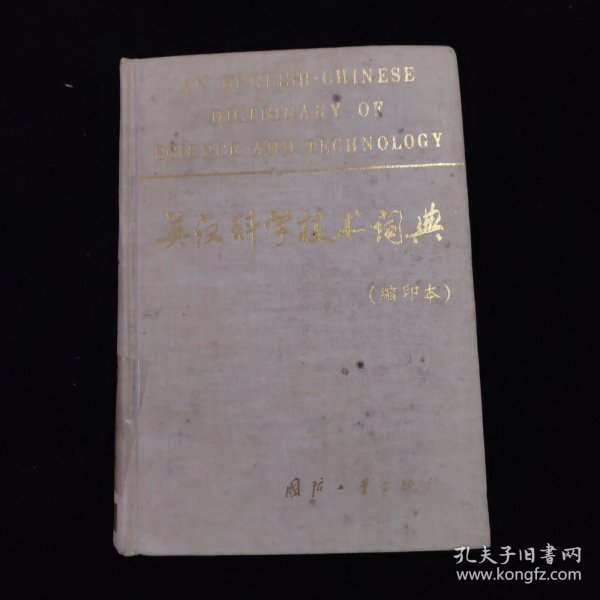 AN ENGLISH-CHINESE
DICTIONARY OF
SCIENCE AND TECHNOLOGY
英汉科学技术词典
(缩印本)
国防工业出版社
孔夫子旧书网
www.kongfz.com